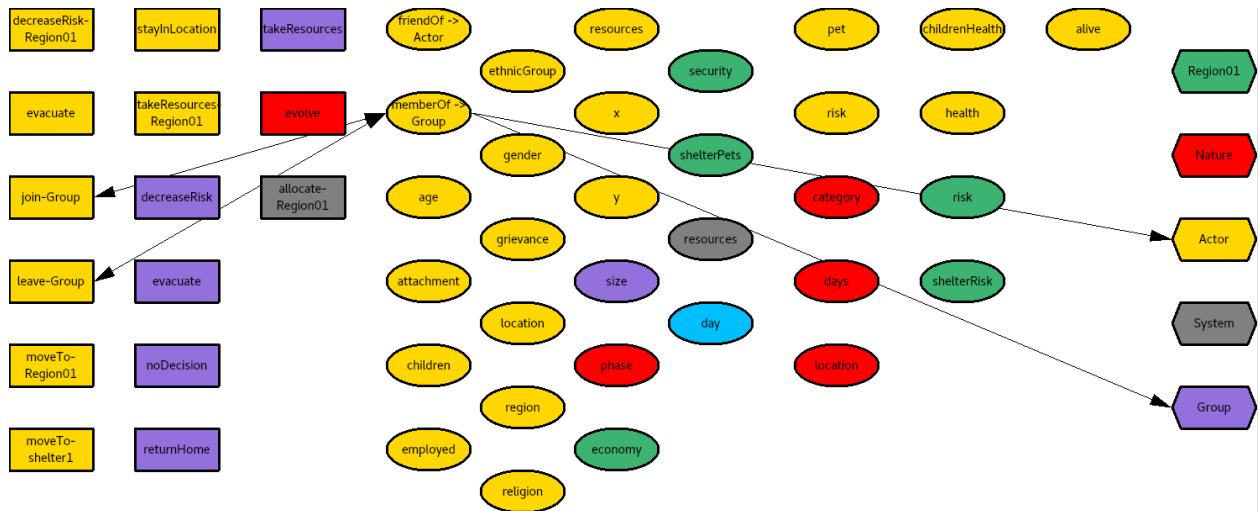 decreaseRisk-
Region01
stayInLocation
takeResources
friendOf ->
Actor
resources
pet
childrenHealth
alive
ethnicGroup
security
Region01
evacuate
takeResources-
Region01
evolve
memberOf ->
Group
x
risk
health
gender
shelterPets
Nature
join-Group
decreaseRisk
allocate-
Region01
age
y
category
risk
grievance
resources
Actor
leave-Group
evacuate
attachment
size
days
shelterRisk
location
day
System
moveTo-
Region01
noDecision
children
phase
location
region
Group
moveTo-
shelter1
returnHome
employed
economy
religion